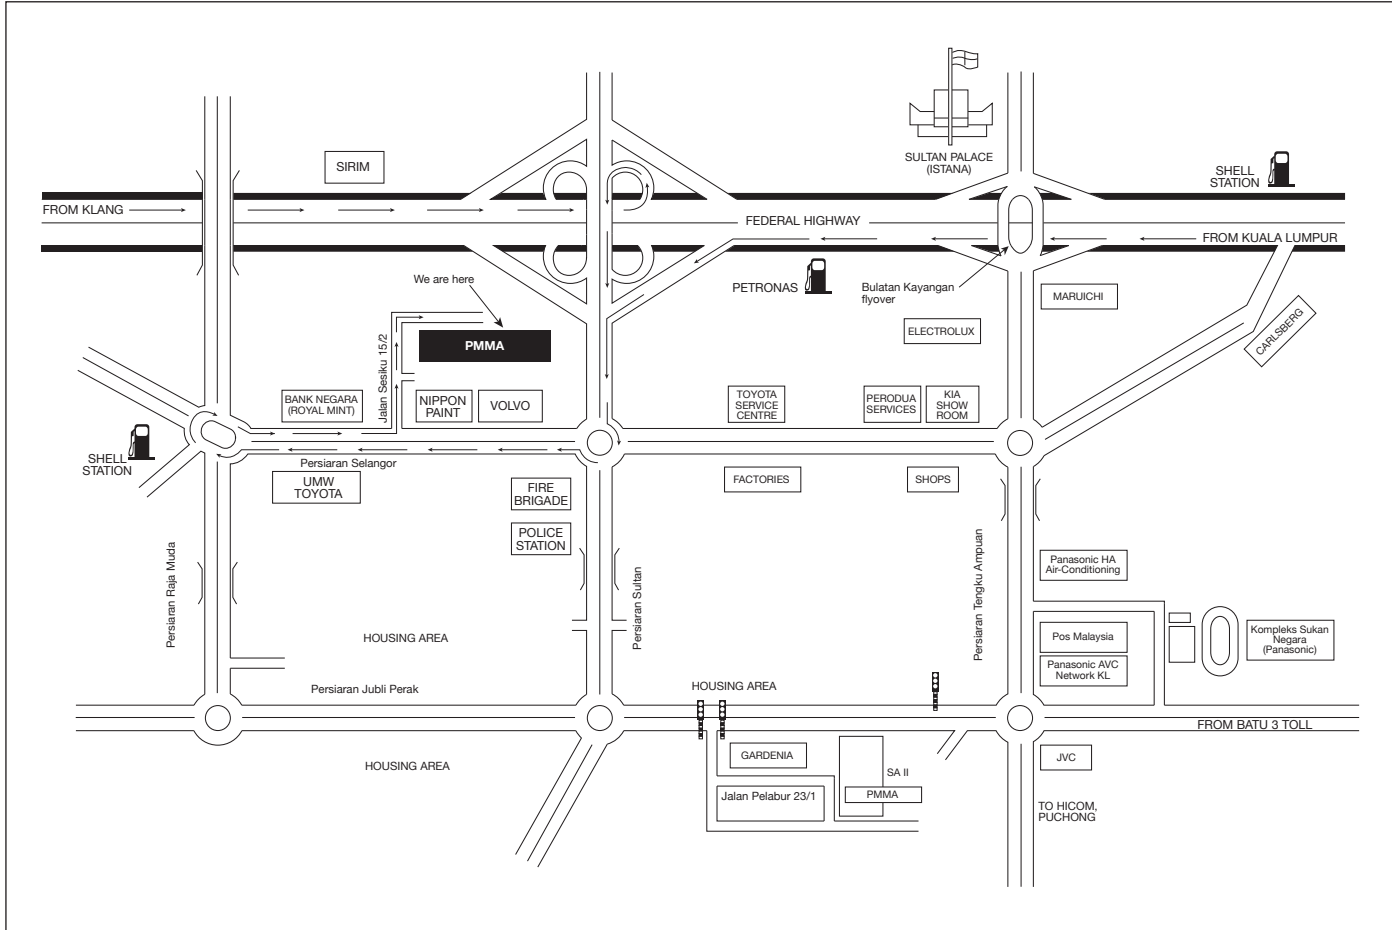 SULTAN PALACE
(ISTANA)
SIRIM
SHELL
STATION
FROM KLANG
FEDERAL HIGHWAY
FROM KUALA LUMPUR
We are here
PETRONAS
Bulatan Kayangan
flyover
MARUICHI
ELECTROLUX
CARLSBERG
PMMA
Jalan Sesiku 15/2
BANK NEGARA
(ROYAL MINT)
NIPPON
PAINT
VOLVO
TOYOTA
SERVICE
CENTRE
PERODUA
SERVICES
KIA
SHOW
ROOM
SHELL
STATION
Persiaran Selangor
UMW
TOYOTA
FIRE
BRIGADE
FACTORIES
SHOPS
POLICE
STATION
Persiaran Raja Muda
Persiaran Sultan
Persiaran Tengku Ampuan
Panasonic HA
Air-Conditioning
HOUSING AREA
Pos Malaysia
Kompleks Sukan
Negara
(Panasonic)
Panasonic AVC
Network KL
Persiaran Jubli Perak
HOUSING AREA
FROM BATU 3 TOLL
HOUSING AREA
GARDENIA
SA II
JVC
Jalan Pelabur 23/1
PMMA
TO HICOM,
PUCHONG